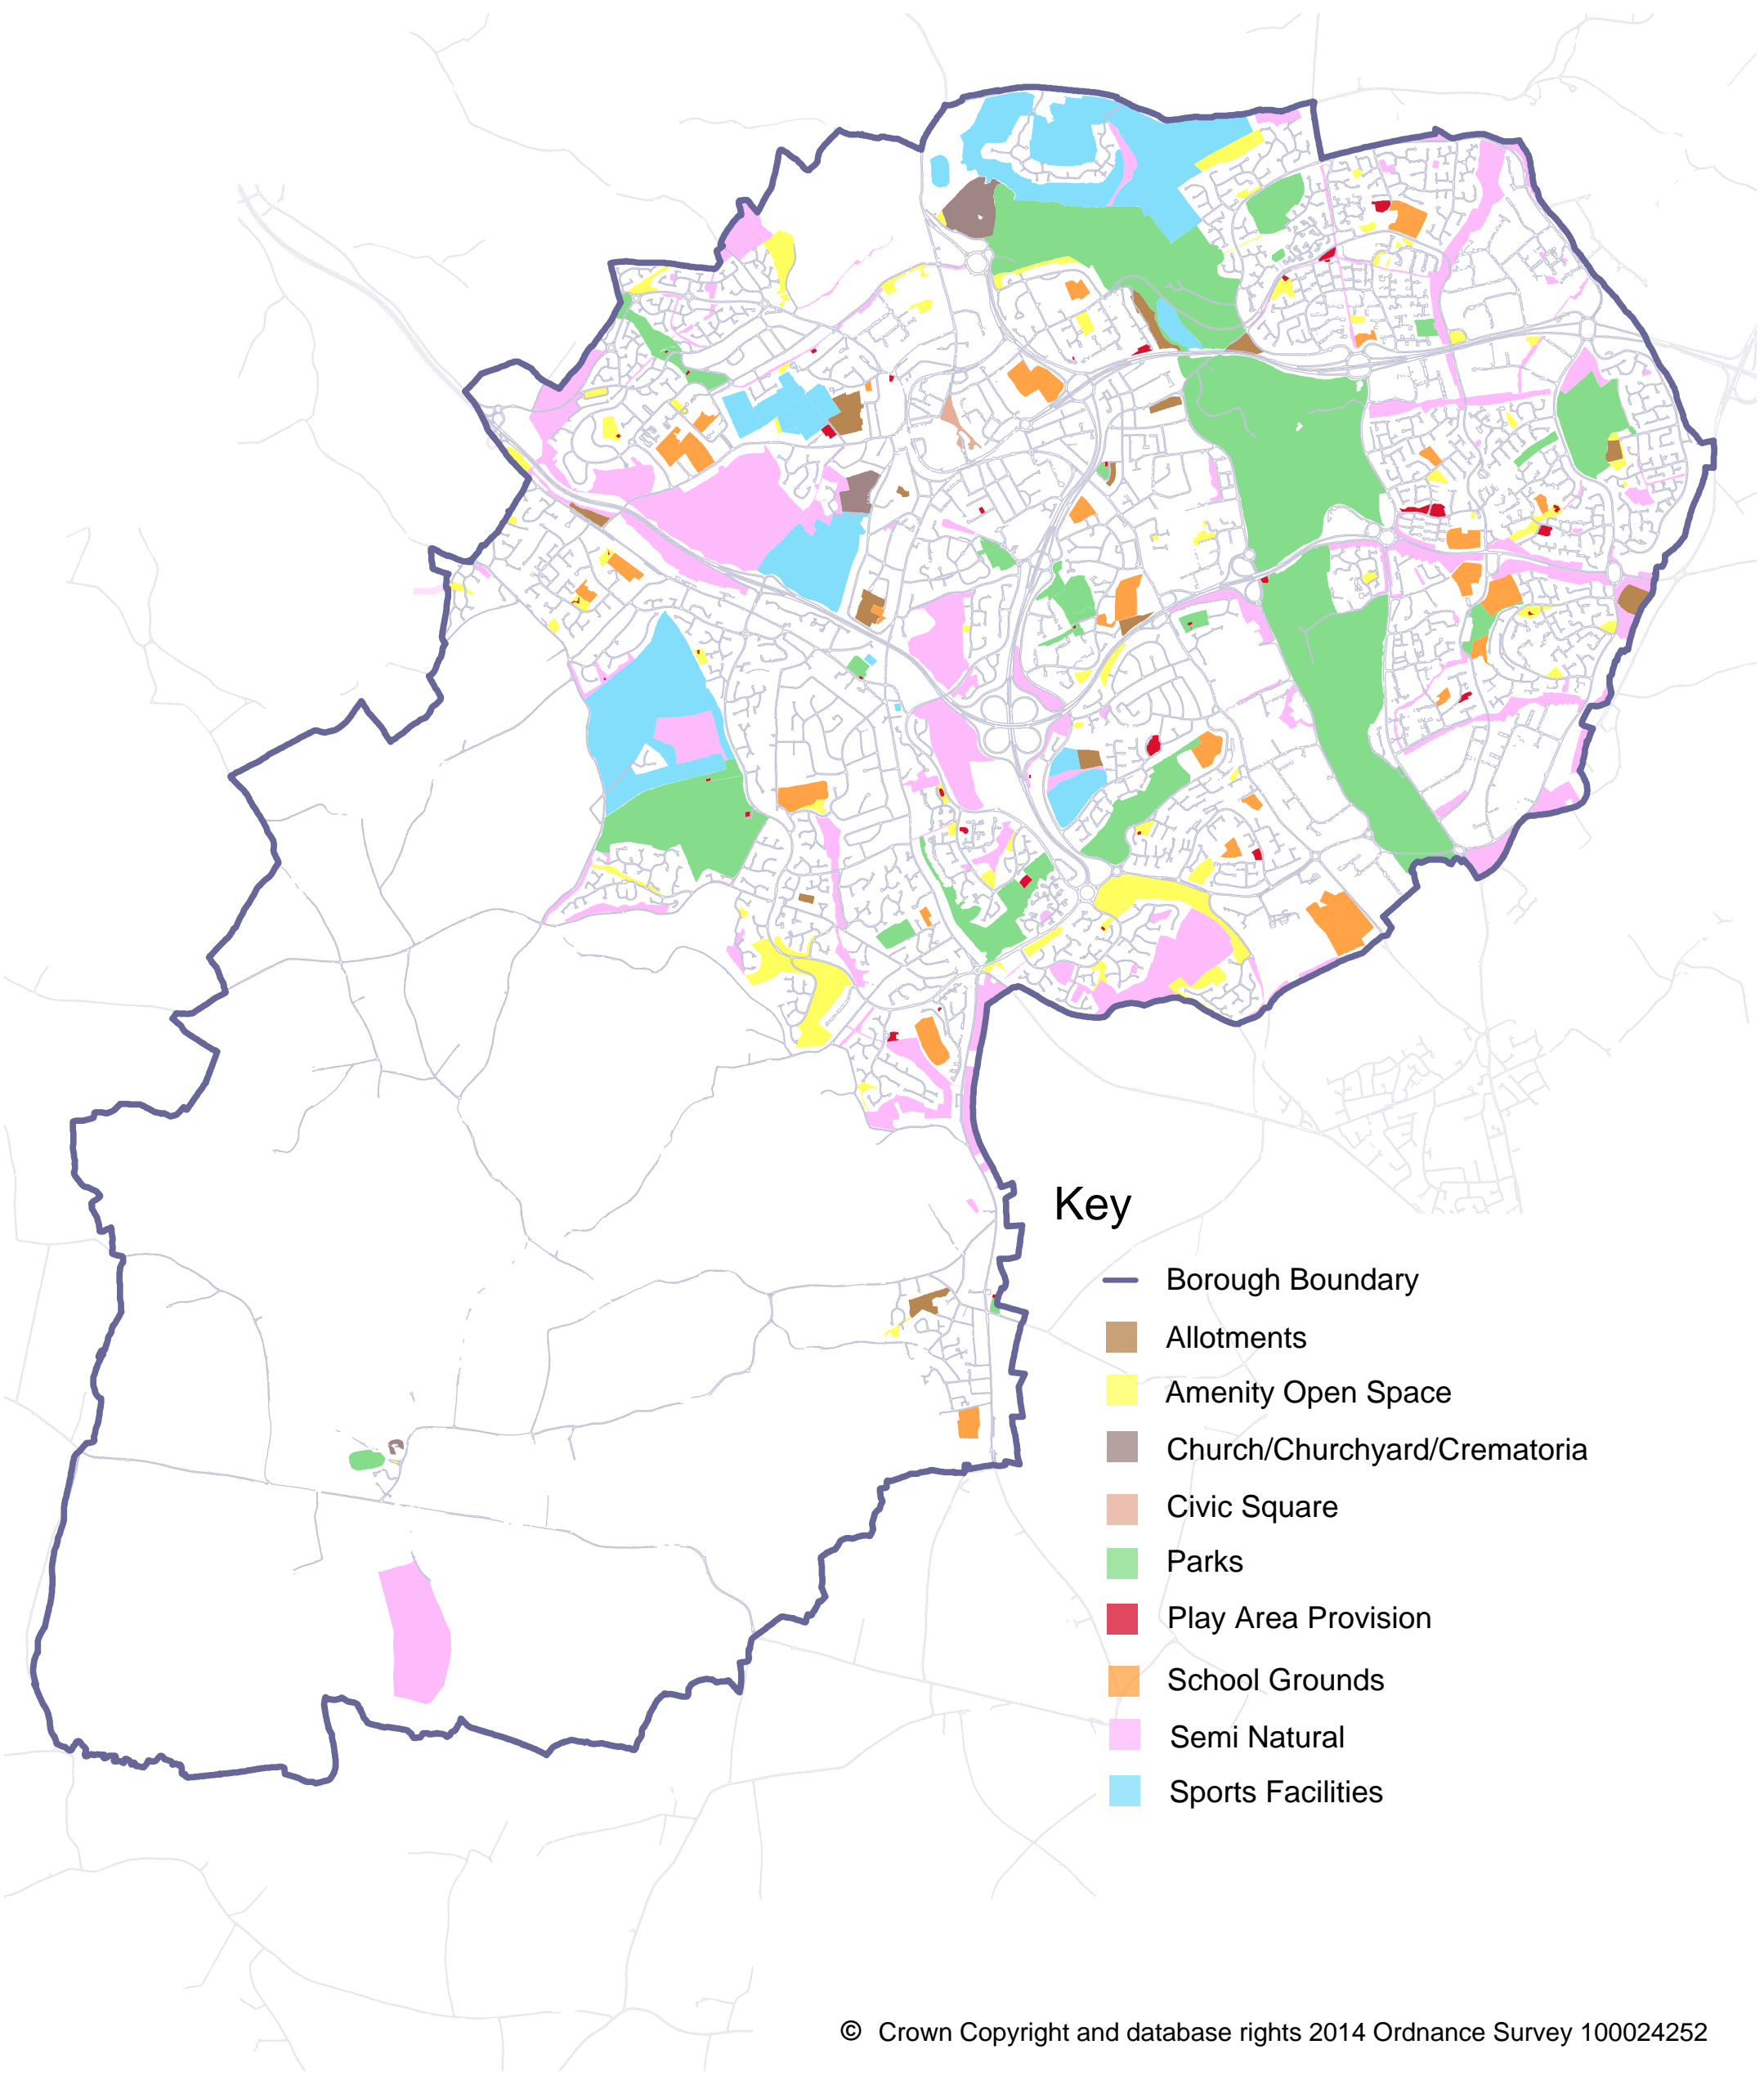 Key
Borough Boundary
Allotments
Amenity Open Space
Church/Churchyard/Crematoria
Civic Square
Parks
Play Area Provision
School Grounds
Semi Natural
Sports Facilities
© Crown Copyright and database rights 2014 Ordnance Survey 100024252